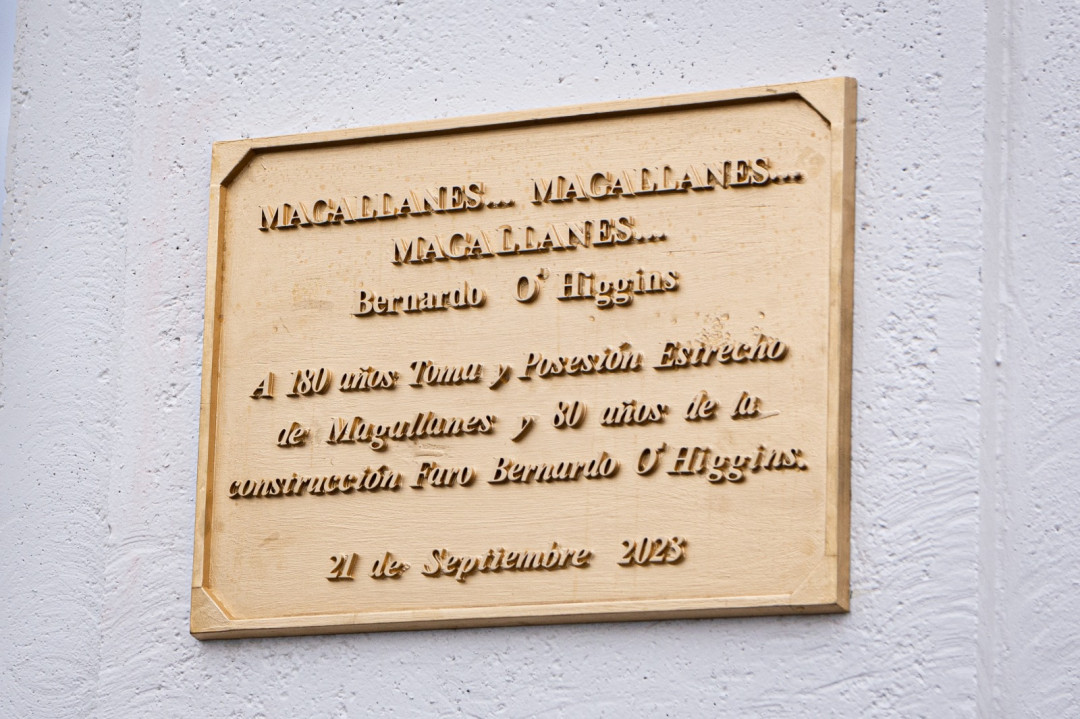 MAGALLANES... MAGALLANES...
MAGALLANES...
Bernardo O'Higgins
A 180 años Toma y Posesión Estrecho
de Magallanes y 80 años de la
construcción Faro Bernardo O'Higgins.
21 de Septiembre 2023